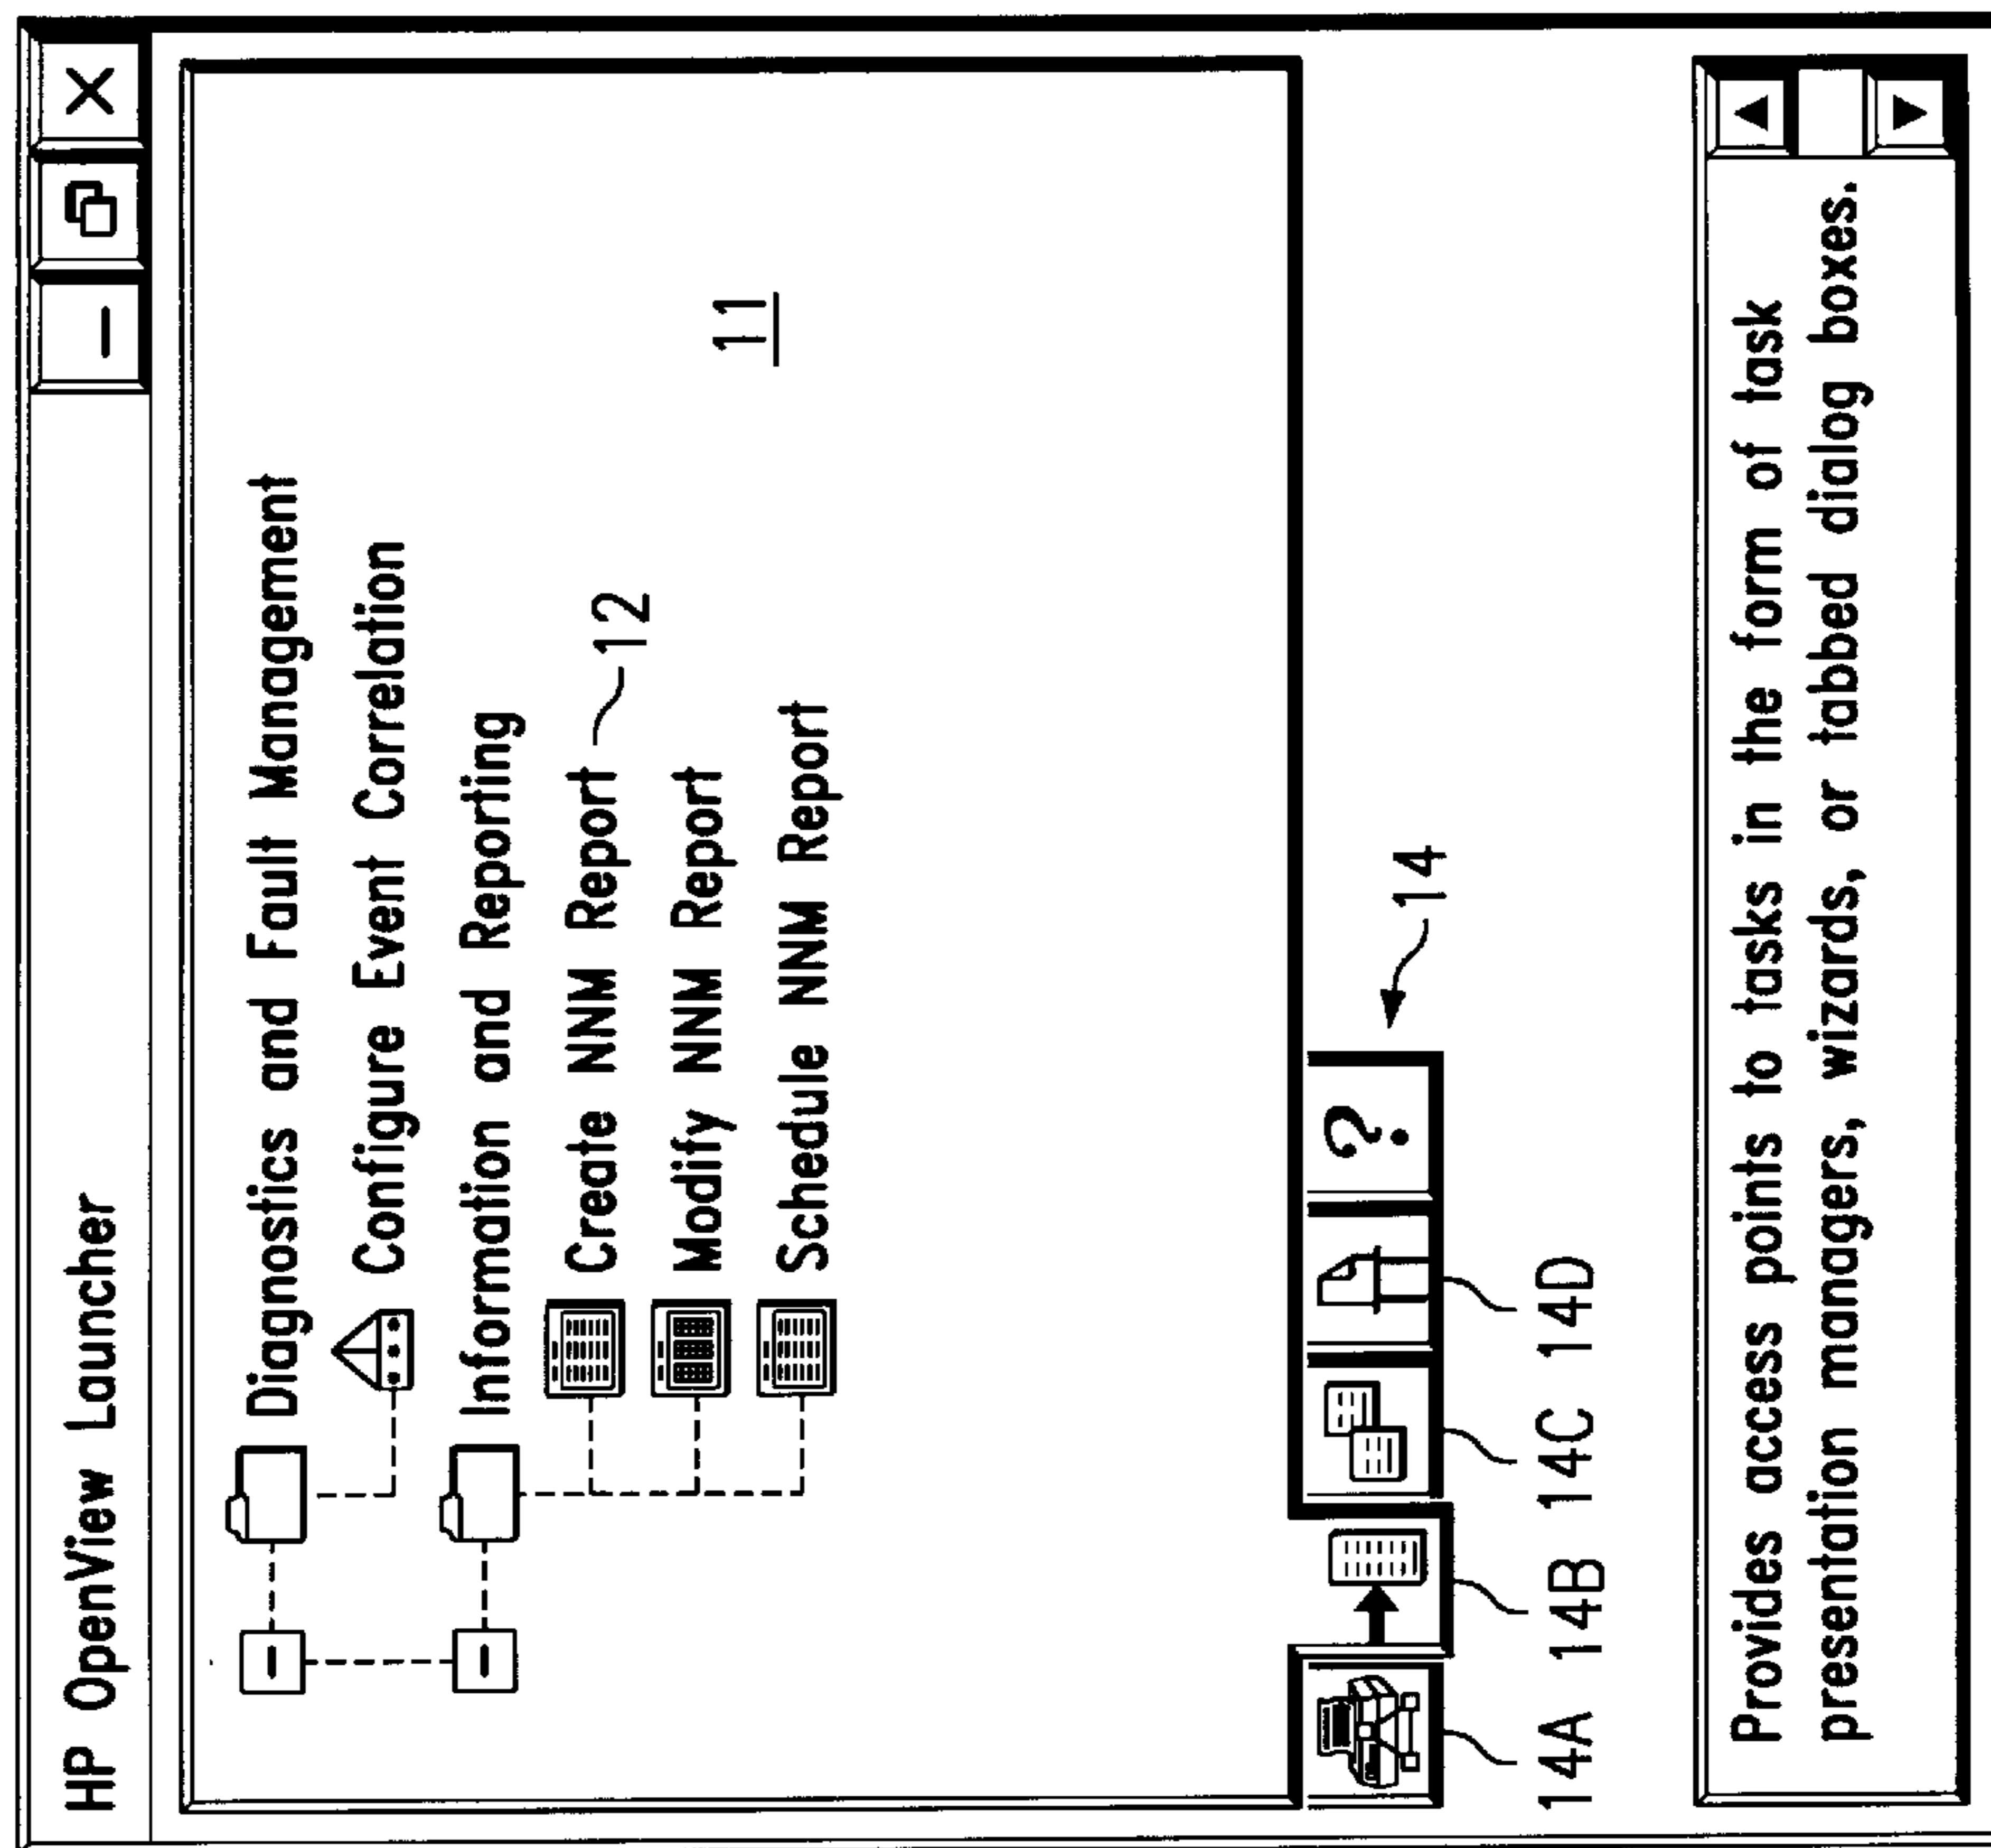 HP OpenView Launcher
Diagnostics and Fault Management
Configure Event Correlation
Information and Reporting
Create NNM Report 12
Modify NNM Report
Schedule NNM Report
11
?
14
14A 14B 14C 14D
Provides access points to tasks in the form of task
presentation managers, wizards, or tabbed dialog boxes.